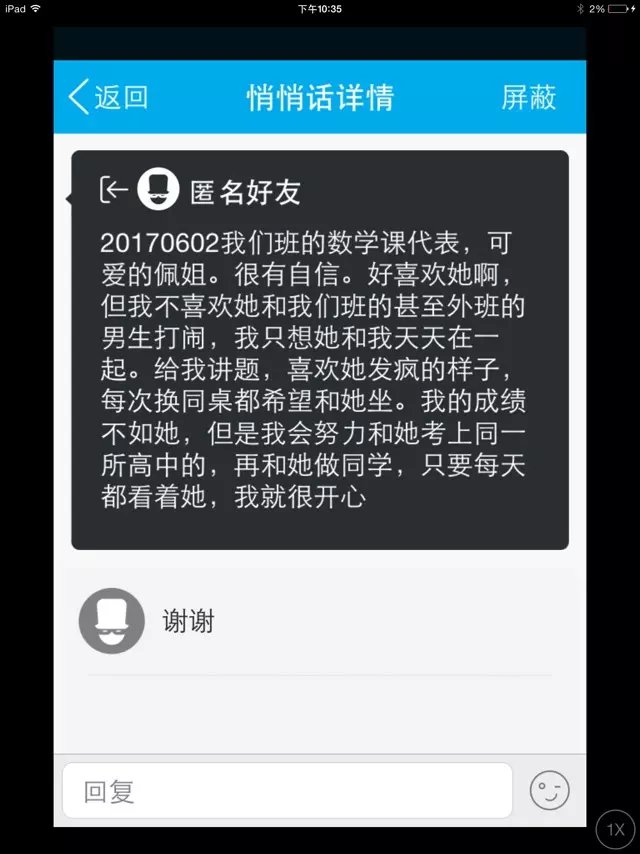 iPad 下午10:35 2%
返回 悄悄话详情 屏蔽
匿名好友
20170602我们班的数学课代表，可
爱的佩姐。很有自信。好喜欢她啊，
但我不喜欢她和我们班的甚至外班的
男生打闹，我只想她和我天天在一
起。给我讲题，喜欢她发疯的样子，
每次换同桌都希望和她坐。我的成绩
不如她，但是我会努力和她考上同一
所高中的，再和她做同学，只要每天
都看着她，我就很开心
谢谢
回复
1X